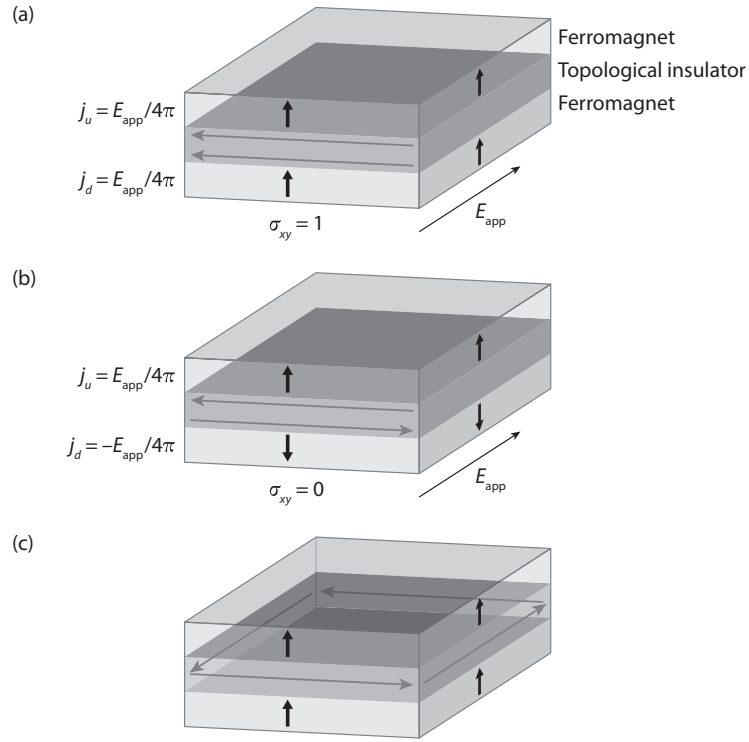 (a)
Ferromagnet
Topological insulator
Ferromagnet
j_u = E_app/4π
j_d = E_app/4π
E_app
σ_xy = 1
(b)
j_u = E_app/4π
j_d = –E_app/4π
E_app
σ_xy = 0
(c)